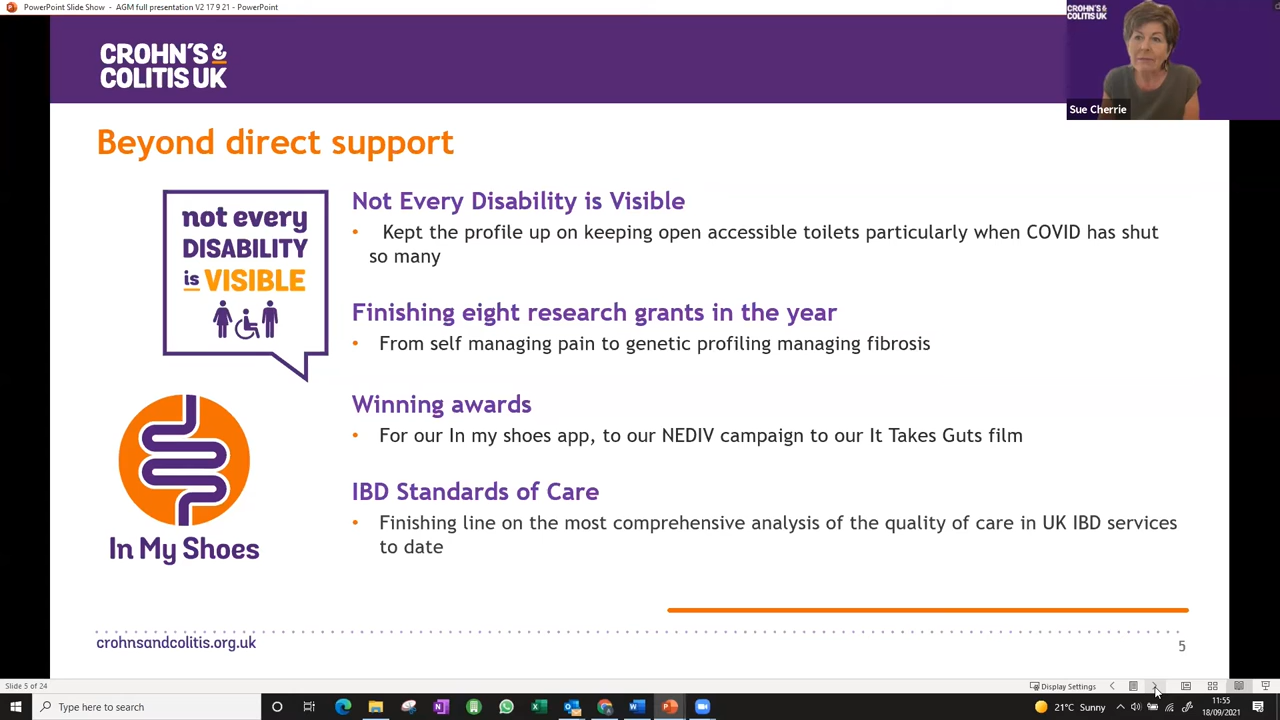 PowerPoint Slide Show - AGM full presentation V2 17 9 21 - PowerPoint
CROHN'S &
COLITIS UK
CROHN'S &
COLITIS UK
Sue Cherrie
Beyond direct support
not every
DISABILITY
is VISIBLE
Not Every Disability is Visible
• Kept the profile up on keeping open accessible toilets particularly when COVID has shut
so many
Finishing eight research grants in the year
• From self managing pain to genetic profiling managing fibrosis
Winning awards
• For our In my shoes app, to our NEDIV campaign to our It Takes Guts film
In My Shoes
IBD Standards of Care
• Finishing line on the most comprehensive analysis of the quality of care in UK IBD services
to date
crohnsandcolitis.org.uk
5
Slide 5 of 24
Display Settings
Type here to search
21°C Sunny
11:55
18/09/2021